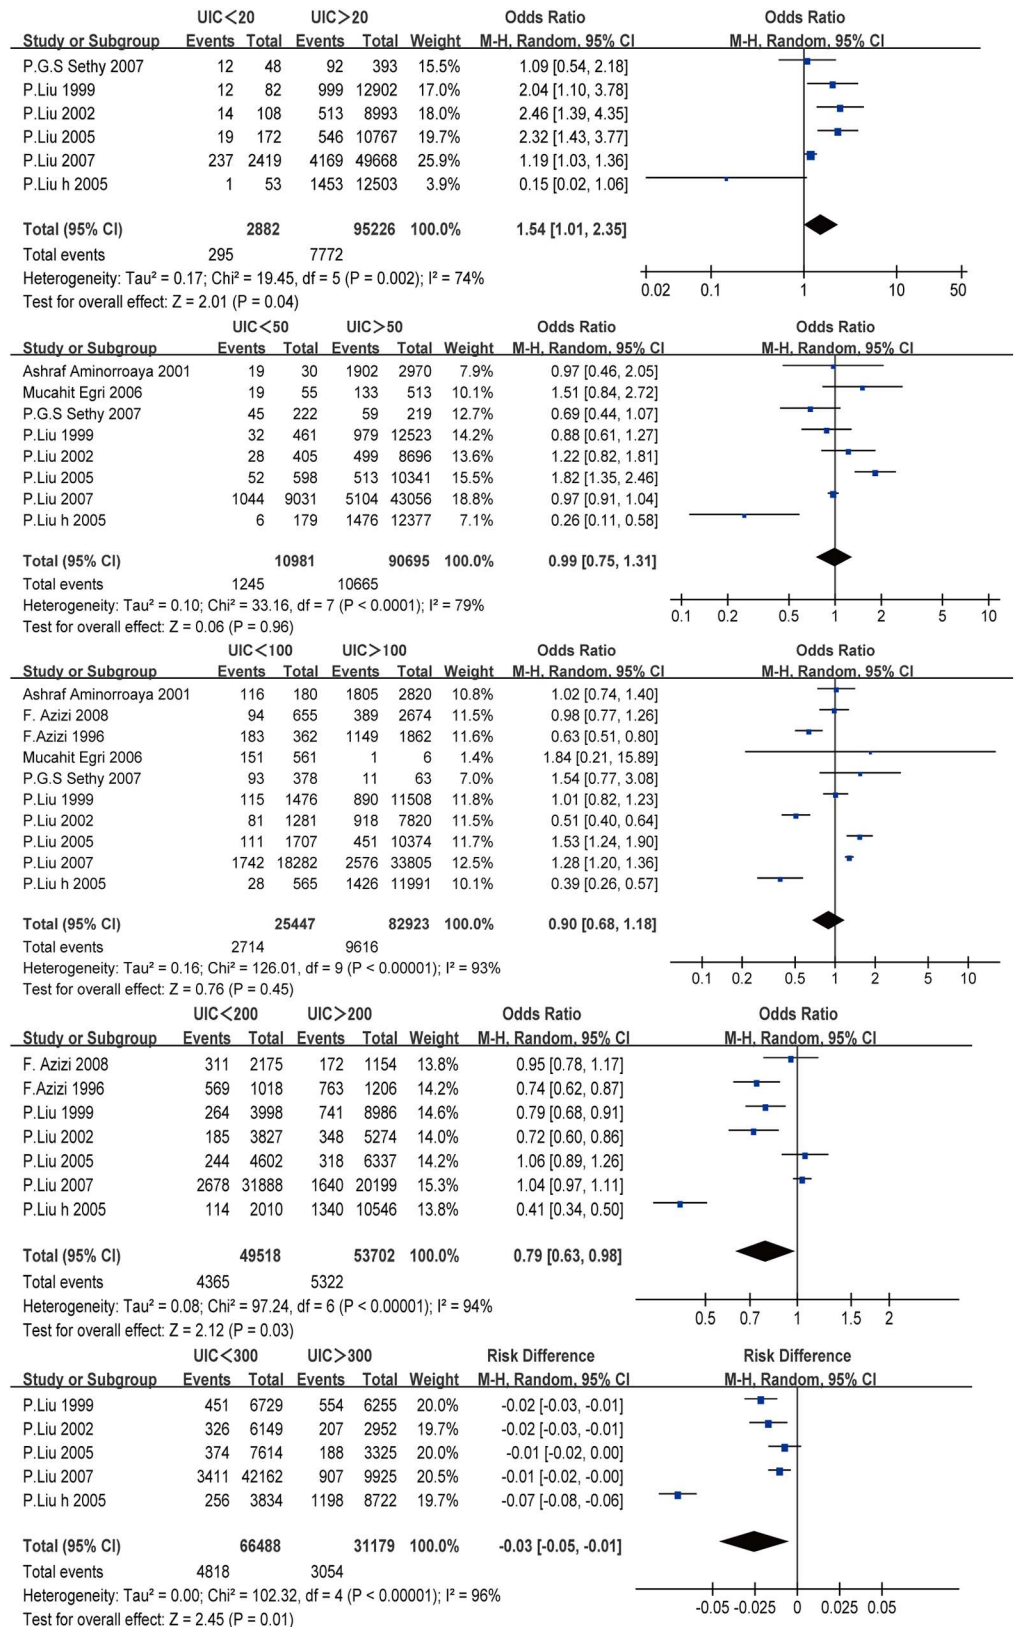 UIC<20 UIC>20 Odds Ratio Odds Ratio
Study or Subgroup Events Total Events Total Weight M-H, Random, 95% CI M-H, Random, 95% CI
P.G.S Sethy 2007 12 48 92 393 15.5% 1.09 [0.54, 2.18]
P.Liu 1999 12 82 999 12902 17.0% 2.04 [1.10, 3.78]
P.Liu 2002 14 108 513 8993 18.0% 2.46 [1.39, 4.35]
P.Liu 2005 19 172 546 10767 19.7% 2.32 [1.43, 3.77]
P.Liu 2007 237 2419 4169 49668 25.9% 1.19 [1.03, 1.36]
P.Liu h 2005 1 53 1453 12503 3.9% 0.15 [0.02, 1.06]
Total (95% CI) 2882 95226 100.0% 1.54 [1.01, 2.35]
Total events 295 7772
Heterogeneity: Tau² = 0.17; Chi² = 19.45, df = 5 (P = 0.002); I² = 74%
Test for overall effect: Z = 2.01 (P = 0.04)
0.02 0.1 1 10 50
UIC<50 UIC>50 Odds Ratio Odds Ratio
Study or Subgroup Events Total Events Total Weight M-H, Random, 95% CI M-H, Random, 95% CI
Ashraf Aminorroaya 2001 19 30 1902 2970 7.9% 0.97 [0.46, 2.05]
Mucahit Egri 2006 19 55 133 513 10.1% 1.51 [0.84, 2.72]
P.G.S Sethy 2007 45 222 59 219 12.7% 0.69 [0.44, 1.07]
P.Liu 1999 32 461 979 12523 14.2% 0.88 [0.61, 1.27]
P.Liu 2002 28 405 499 8696 13.6% 1.22 [0.82, 1.81]
P.Liu 2005 52 598 513 10341 15.5% 1.82 [1.35, 2.46]
P.Liu 2007 1044 9031 5104 43056 18.8% 0.97 [0.91, 1.04]
P.Liu h 2005 6 179 1476 12377 7.1% 0.26 [0.11, 0.58]
Total (95% CI) 10981 90695 100.0% 0.99 [0.75, 1.31]
Total events 1245 10665
Heterogeneity: Tau² = 0.10; Chi² = 33.16, df = 7 (P < 0.0001); I² = 79%
Test for overall effect: Z = 0.06 (P = 0.96)
0.1 0.2 0.5 1 2 5 10
UIC<100 UIC>100 Odds Ratio Odds Ratio
Study or Subgroup Events Total Events Total Weight M-H, Random, 95% CI M-H, Random, 95% CI
Ashraf Aminorroaya 2001 116 180 1805 2820 10.8% 1.02 [0.74, 1.40]
F. Azizi 2008 94 655 389 2674 11.5% 0.98 [0.77, 1.26]
F.Azizi 1996 183 362 1149 1862 11.6% 0.63 [0.51, 0.80]
Mucahit Egri 2006 151 561 1 6 1.4% 1.84 [0.21, 15.89]
P.G.S Sethy 2007 93 378 11 63 7.0% 1.54 [0.77, 3.08]
P.Liu 1999 115 1476 890 11508 11.8% 1.01 [0.82, 1.23]
P.Liu 2002 81 1281 918 7820 11.5% 0.51 [0.40, 0.64]
P.Liu 2005 111 1707 451 10374 11.7% 1.53 [1.24, 1.90]
P.Liu 2007 1742 18282 2576 33805 12.5% 1.28 [1.20, 1.36]
P.Liu h 2005 28 565 1426 11991 10.1% 0.39 [0.26, 0.57]
Total (95% CI) 25447 82923 100.0% 0.90 [0.68, 1.18]
Total events 2714 9616
Heterogeneity: Tau² = 0.16; Chi² = 126.01, df = 9 (P < 0.00001); I² = 93%
Test for overall effect: Z = 0.76 (P = 0.45)
0.1 0.2 0.5 1 2 5 10
UIC<200 UIC>200 Odds Ratio Odds Ratio
Study or Subgroup Events Total Events Total Weight M-H, Random, 95% CI M-H, Random, 95% CI
F. Azizi 2008 311 2175 172 1154 13.8% 0.95 [0.78, 1.17]
F.Azizi 1996 569 1018 763 1206 14.2% 0.74 [0.62, 0.87]
P.Liu 1999 264 3998 741 8986 14.6% 0.79 [0.68, 0.91]
P.Liu 2002 185 3827 348 5274 14.0% 0.72 [0.60, 0.86]
P.Liu 2005 244 4602 318 6337 14.2% 1.06 [0.89, 1.26]
P.Liu 2007 2678 31888 1640 20199 15.3% 1.04 [0.97, 1.11]
P.Liu h 2005 114 2010 1340 10546 13.8% 0.41 [0.34, 0.50]
Total (95% CI) 49518 53702 100.0% 0.79 [0.63, 0.98]
Total events 4365 5322
Heterogeneity: Tau² = 0.08; Chi² = 97.24, df = 6 (P < 0.00001); I² = 94%
Test for overall effect: Z = 2.12 (P = 0.03)
0.5 0.7 1 1.5 2
UIC<300 UIC>300 Risk Difference Risk Difference
Study or Subgroup Events Total Events Total Weight M-H, Random, 95% CI M-H, Random, 95% CI
P.Liu 1999 451 6729 554 6255 20.0% -0.02 [-0.03, -0.01]
P.Liu 2002 326 6149 207 2952 19.7% -0.02 [-0.03, -0.01]
P.Liu 2005 374 7614 188 3325 20.0% -0.01 [-0.02, 0.00]
P.Liu 2007 3411 42162 907 9925 20.5% -0.01 [-0.02, -0.00]
P.Liu h 2005 256 3834 1198 8722 19.7% -0.07 [-0.08, -0.06]
Total (95% CI) 66488 31179 100.0% -0.03 [-0.05, -0.01]
Total events 4818 3054
Heterogeneity: Tau² = 0.00; Chi² = 102.32, df = 4 (P < 0.00001); I² = 96%
Test for overall effect: Z = 2.45 (P = 0.01)
-0.05 -0.025 0 0.025 0.05